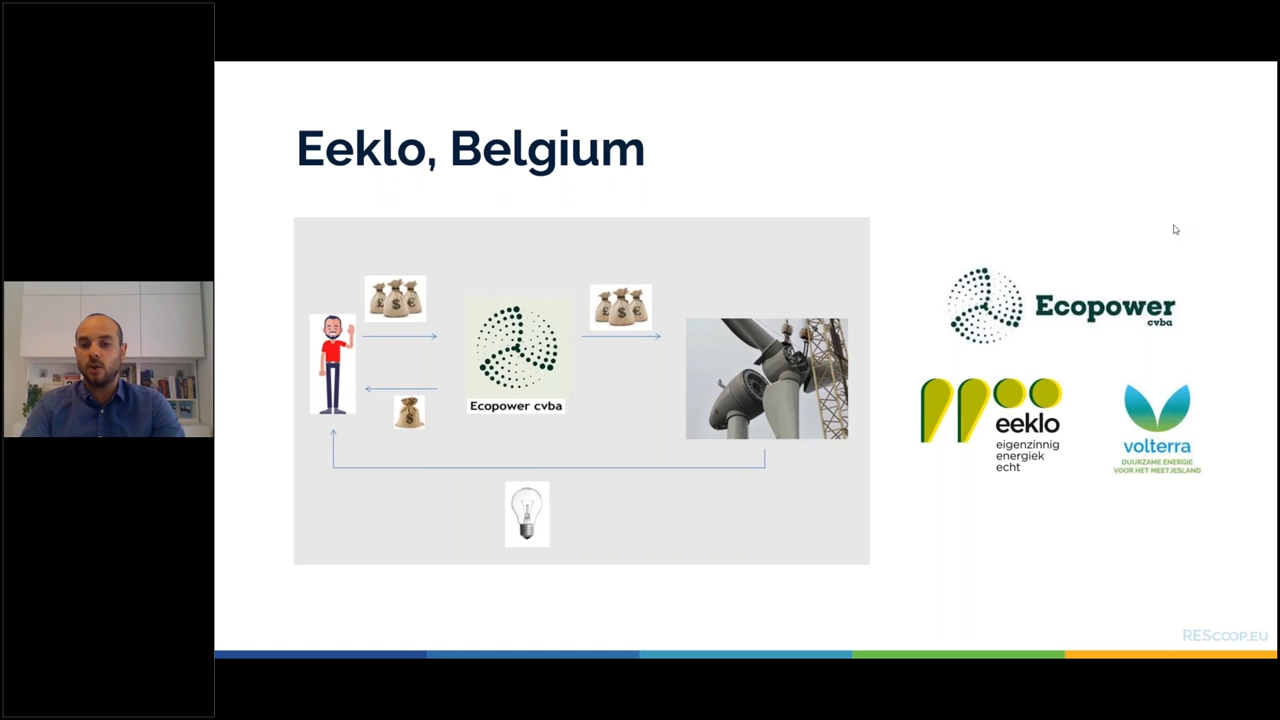 Eeklo, Belgium
Ecopower cvba
Ecopower
cvba
eeklo
eigenzinnig
energiek
echt
volterra
DUURZAME ENERGIE
VOOR HET MEETJESLAND
REScoop.eu